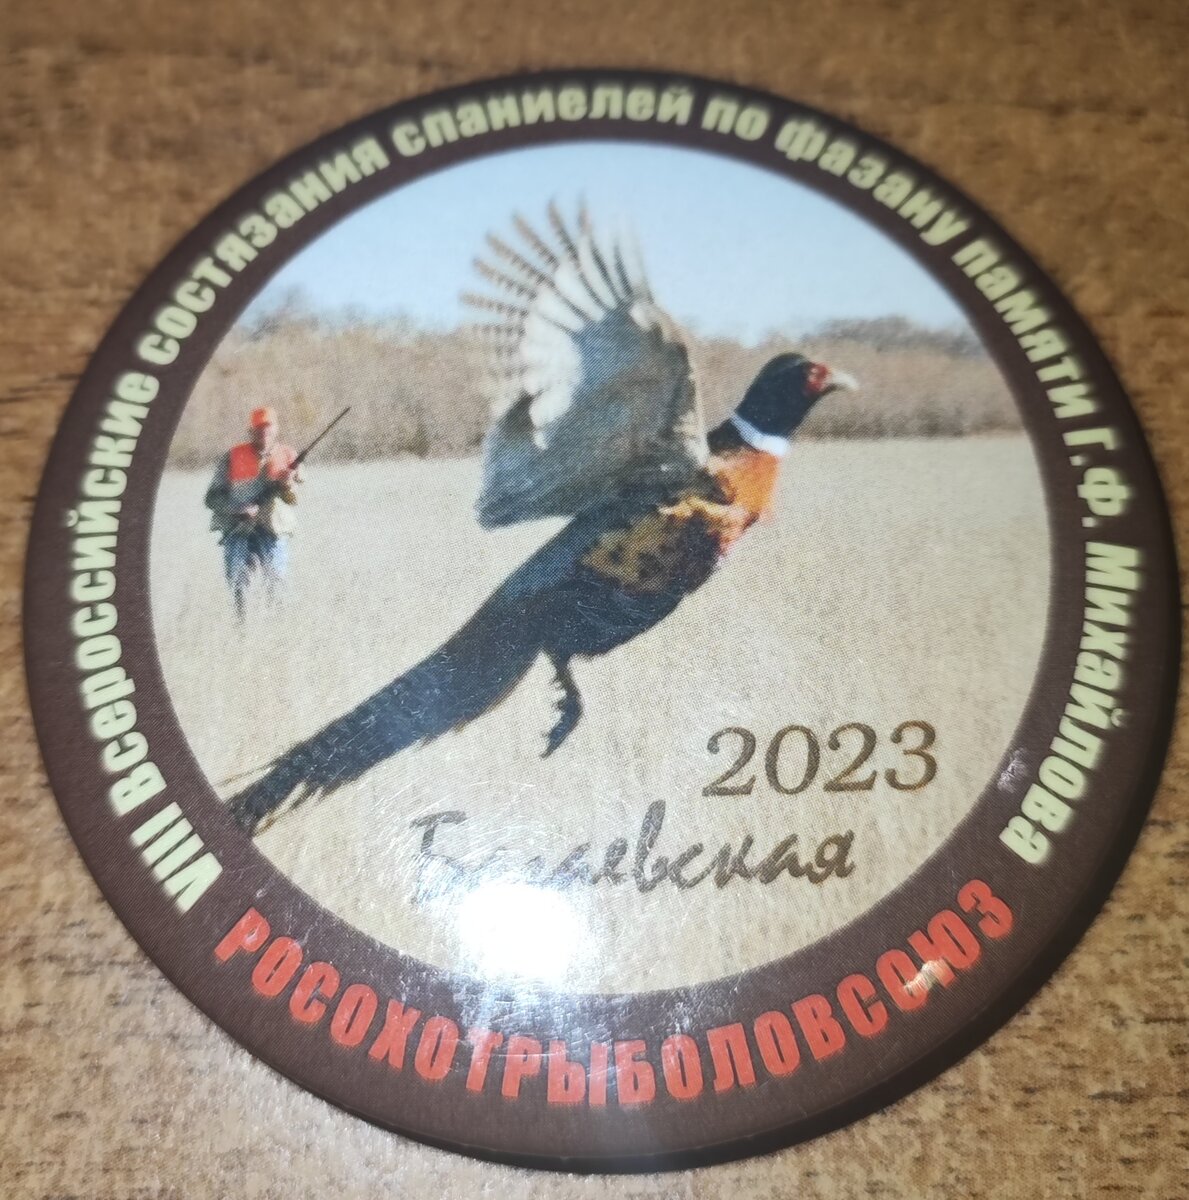 VIII Всероссийские состязания спаниелей по фазану памяти Г.Ф. Михайлова
2023
РОСОХОТРЫБОЛОВСОЮЗ